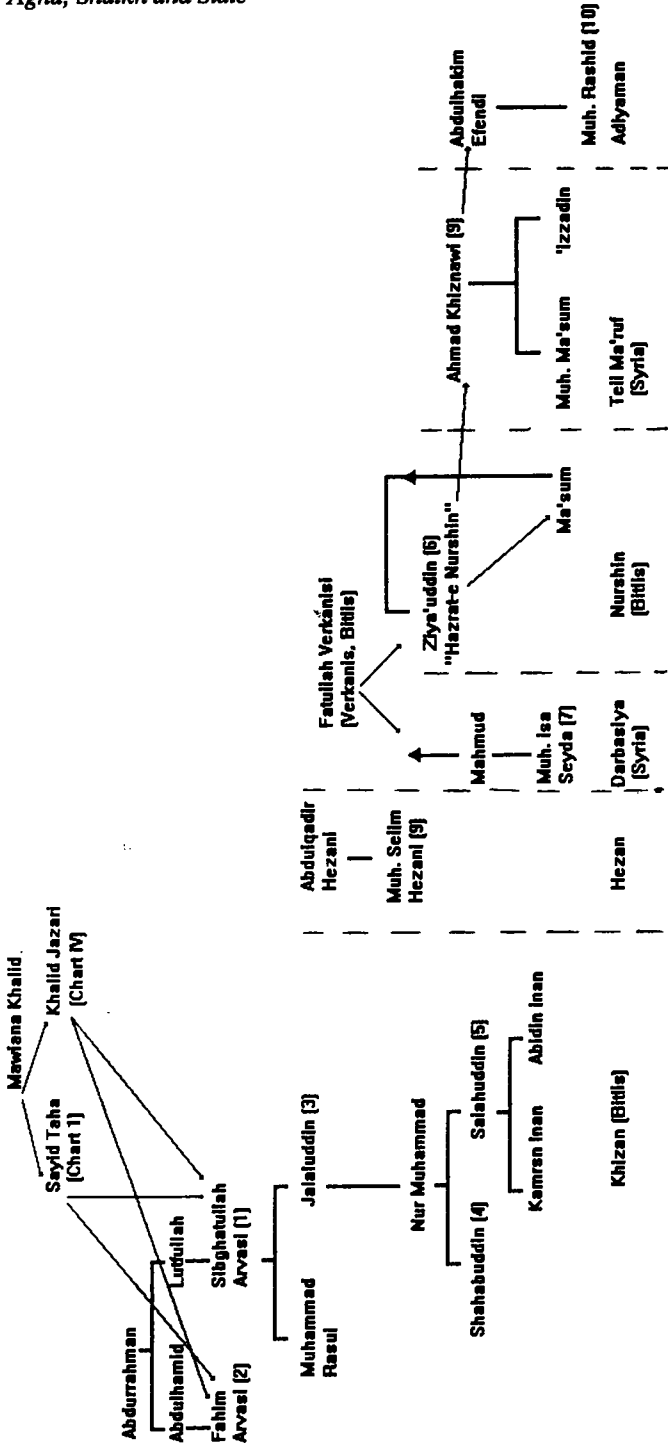 Agha, Shaikh and State
Mawlana Khalid
Sayid Taha
[Chart 1]
Khalid Jazari
[Chart IV]
Abdurrahman
Abdulhamid
Lutfullah
Fahim
Arvasi [2]
Sibghatullah
Arvasi [1]
Muhammad
Rasul
Jalaluddin [3]
Nur Muhammad
Shahabuddin [4]
Salahuddin [5]
Kamrsn Inan
Abidin Inan
Khizan [Bitlis]
Abdulqadir
Hezani
Muh. Selim
Hezani [9]
Hezan
Fatullah Verkanisi
[Verkanis, Bitlis]
Mahmud
Muh. Isa
Seyda [7]
Darbasiya
[Syria]
Ziya'uddin [6]
"Hazrat-e Nurshin"
Ma'sum
Nurshin
[Bitlis]
Ahmad Khiznawi [9]
Muh. Ma'sum
'Izzadin
Tell Ma'ruf
[Syria]
Abdulhakim
Efendi
Muh. Rashid [10]
Adiyaman